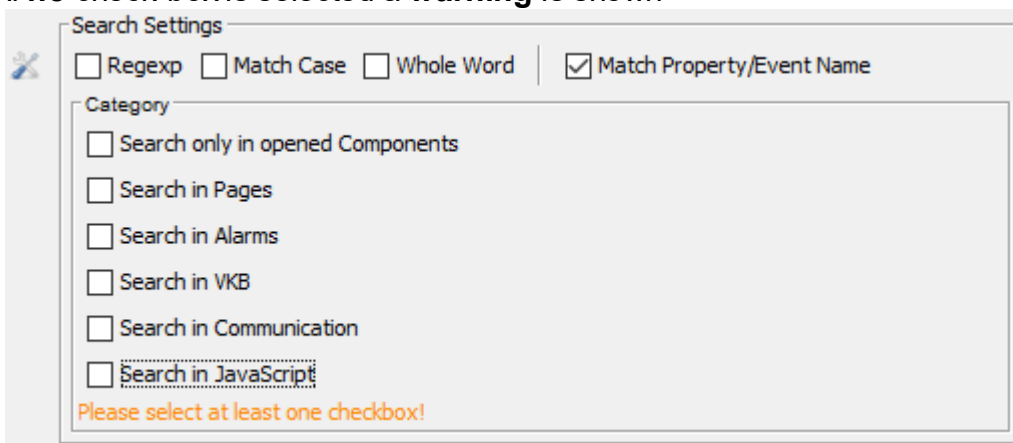 Search Settings
Regexp Match Case Whole Word Match Property/Event Name
Category
Search only in opened Components
Search in Pages
Search in Alarms
Search in VKB
Search in Communication
Search in JavaScript
Please select at least one checkbox!